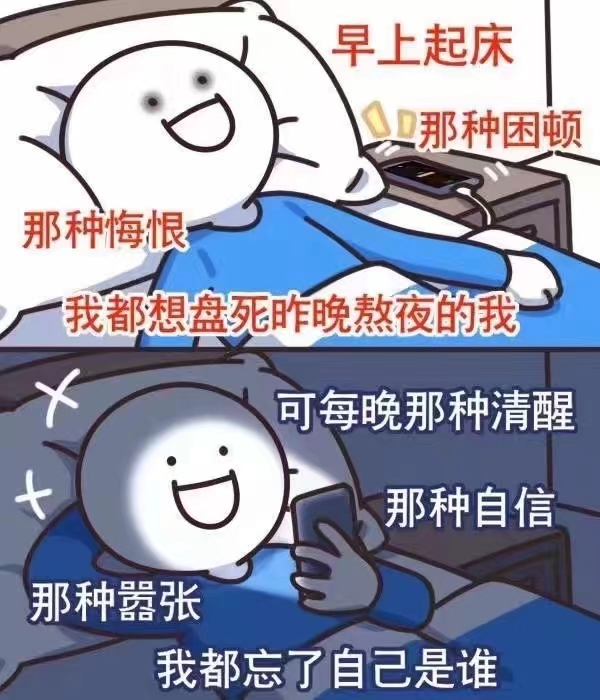 早上起床
那种困顿
那种悔恨
我都想盘死昨晚熬夜的我
可每晚那种清醒
那种自信
那种嚣张
我都忘了自己是谁